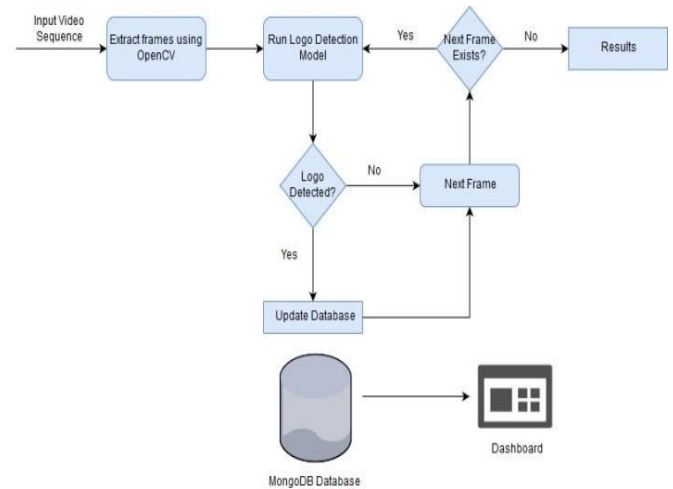 Input Video
Sequence
Extract frames using
OpenCV
Run Logo Detection
Model
Yes
Next Frame
Exists?
No
Results
Logo
Detected?
No
Next Frame
Yes
Update Database
Dashboard
MongoDB Database